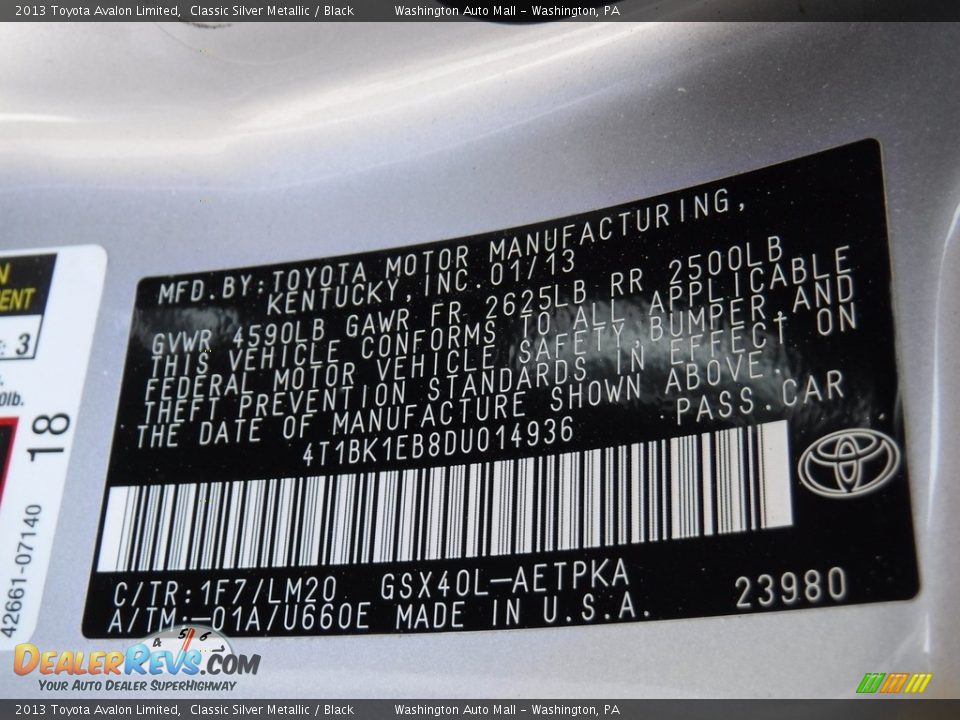 2013 Toyota Avalon Limited, Classic Silver Metallic / Black Washington Auto Mall - Washington, PA
MFD.BY:TOYOTA MOTOR MANUFACTURING,
KENTUCKY,INC.01/13
GVWR 4590LB GAWR FR 2625LB RR 2500LB
THIS VEHICLE CONFORMS TO ALL APPLICABLE
FEDERAL MOTOR VEHICLE SAFETY,BUMPER,AND
THEFT PREVENTION STANDARDS IN EFFECT ON
THE DATE OF MANUFACTURE SHOWN ABOVE.
4T1BK1EB8DU014936 PASS.CAR
C/TR:1F7/LM20 GSX40L-AETPKA
A/TM:-01A/U660E MADE IN U.S.A. 23980
3
18
42661-07140
4 5 6
DEALERREVS.COM
YOUR AUTO DEALER SUPERHIGHWAY
2013 Toyota Avalon Limited, Classic Silver Metallic / Black Washington Auto Mall - Washington, PA